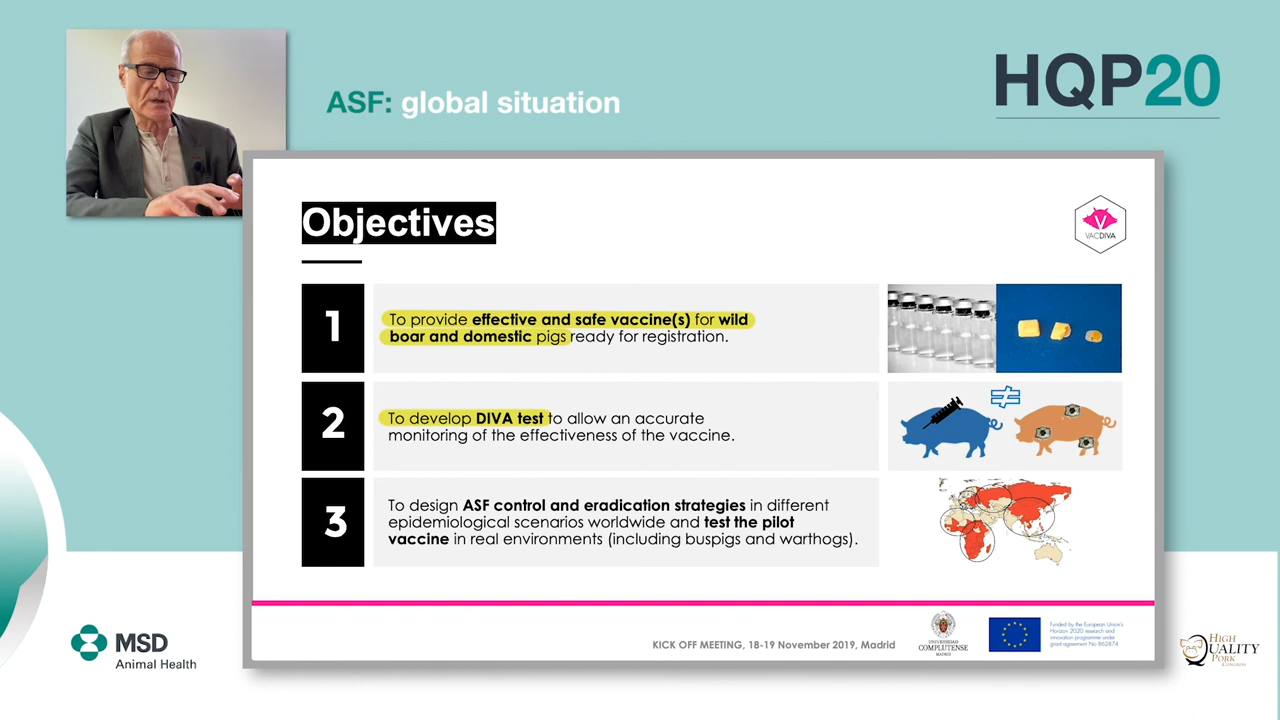 ASF: global situation
HQP20
Objectives
VACDIVA
1
To provide effective and safe vaccine(s) for wild
boar and domestic pigs ready for registration.
2
To develop DIVA test to allow an accurate
monitoring of the effectiveness of the vaccine.
3
To design ASF control and eradication strategies in different
epidemiological scenarios worldwide and test the pilot
vaccine in real environments (including buspigs and warthogs).
KICK OFF MEETING, 18-19 November 2019, Madrid
UNIVERSIDAD
COMPLUTENSE
MADRID
Funded by the European Union's
Horizon 2020 research and
innovation programme under
grant agreement No 862874
MSD
Animal Health
HIGH
QUALITY
PORK
CONGRESS